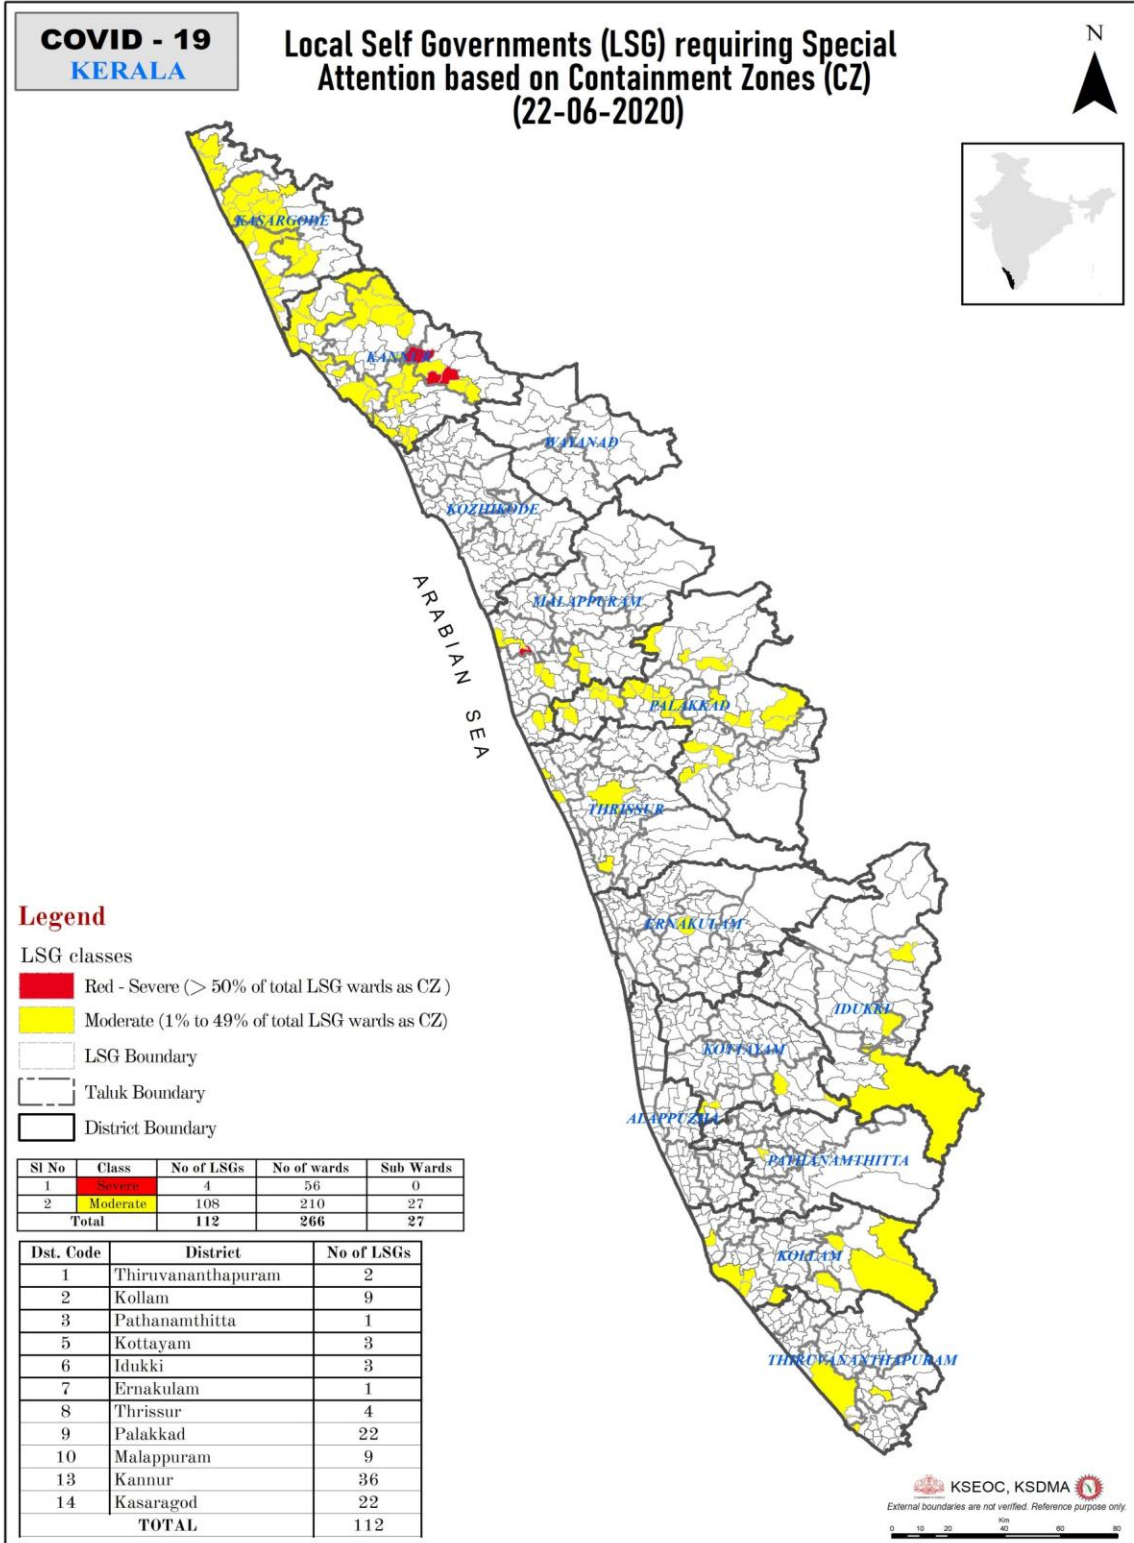 COVID - 19
KERALA
Local Self Governments (LSG) requiring Special
Attention based on Containment Zones (CZ)
(22-06-2020)
N
KASARGODE
KANNUR
WAYANAD
KOZHIKODE
MALAPPURAM
ARABIAN SEA
PALAKKAD
THRISSUR
ERNAKULAM
IDUKKI
KOTTAYAM
ALAPPUZHA
PATHANAMTHITTA
KOLLAM
THIRUVANANTHAPURAM
Legend
LSG classes
Red - Severe (> 50% of total LSG wards as CZ )
Moderate (1% to 49% of total LSG wards as CZ)
LSG Boundary
Taluk Boundary
District Boundary
Sl No Class No of LSGs No of wards Sub Wards
1 Severe 4 56 0
2 Moderate 108 210 27
Total 112 266 27
Dst. Code District No of LSGs
1 Thiruvananthapuram 2
2 Kollam 9
3 Pathanamthitta 1
5 Kottayam 3
6 Idukki 3
7 Ernakulam 1
8 Thrissur 4
9 Palakkad 22
10 Malappuram 9
13 Kannur 36
14 Kasaragod 22
TOTAL 112
KSEOC, KSDMA
External boundaries are not verified. Reference purpose only.
Km
0 10 20 40 60 80